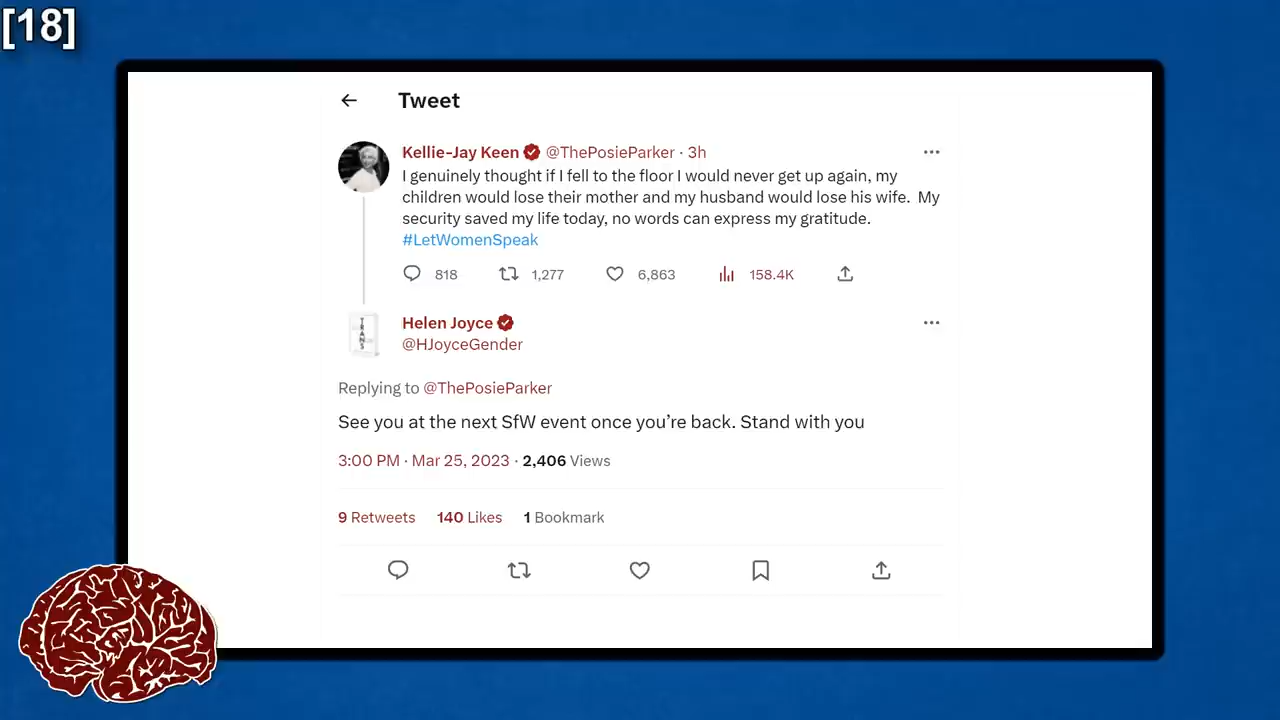 [18]
Tweet
Kellie-Jay Keen @ThePosieParker · 3h
I genuinely thought if I fell to the floor I would never get up again, my
children would lose their mother and my husband would lose his wife. My
security saved my life today, no words can express my gratitude.
#LetWomenSpeak
818 1,277 6,863 158.4K
TRANS
Helen Joyce
@HJoyceGender
Replying to @ThePosieParker
See you at the next SfW event once you’re back. Stand with you
3:00 PM · Mar 25, 2023 · 2,406 Views
9 Retweets 140 Likes 1 Bookmark